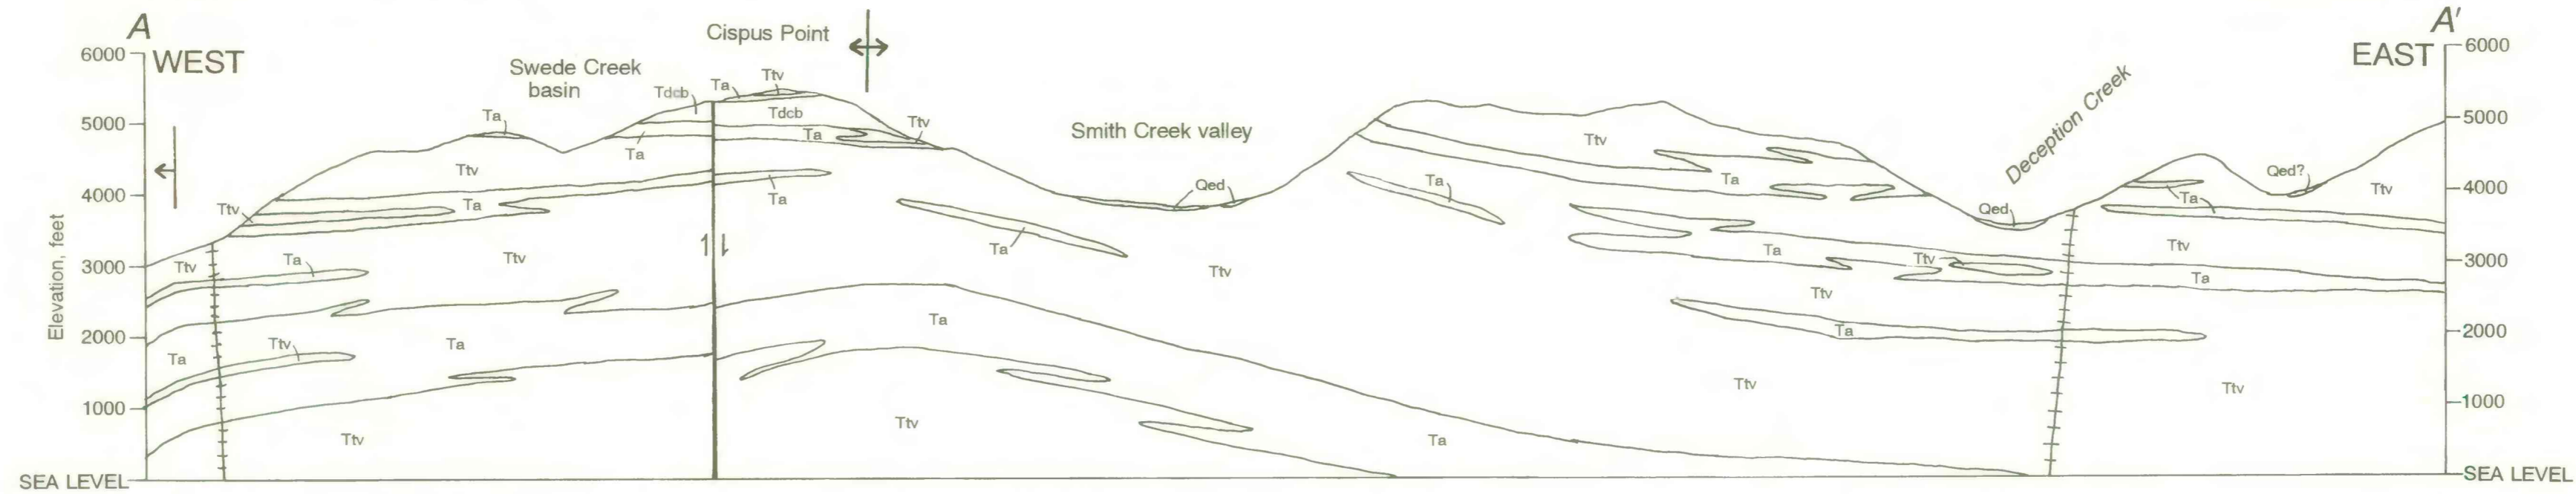 A
WEST
Cispus Point
A′
EAST
6000
5000
4000
3000
2000
1000
SEA LEVEL
Elevation, feet
Swede Creek
basin
Smith Creek valley
Deception Creek
6000
5000
4000
3000
2000
1000
SEA LEVEL
Ta
Tdcb
Ta
Ttv
Tdcb
Ta
Ttv
Ttv
Ta
Ta
Ta
Ttv
Ta
Ttv
Ta
Ttv
Ttv
Ta
Ttv
Ta
Ta
Ttv
Ta
Ttv
Qed
Ttv
Ta
Ttv
Ta
Ta
Ttv
Ta
Ta
Ttv
Ttv
Ta
Ttv
Qed
Qed?
Ttv
Ta
Ttv
Ta
Ttv